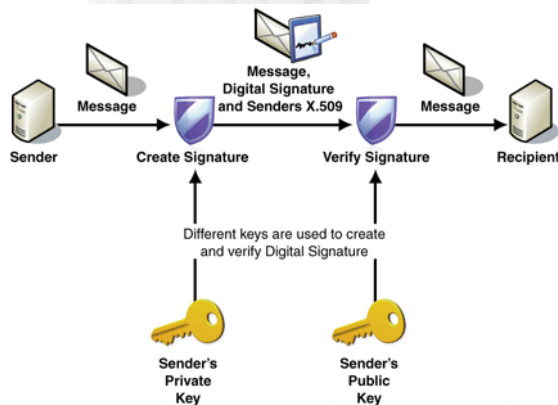 Message
Message,
Digital Signature
and Senders X.509
Message
Sender
Create Signature
Verify Signature
Recipient
Different keys are used to create
and verify Digital Signature
Sender's
Private
Key
Sender's
Public
Key